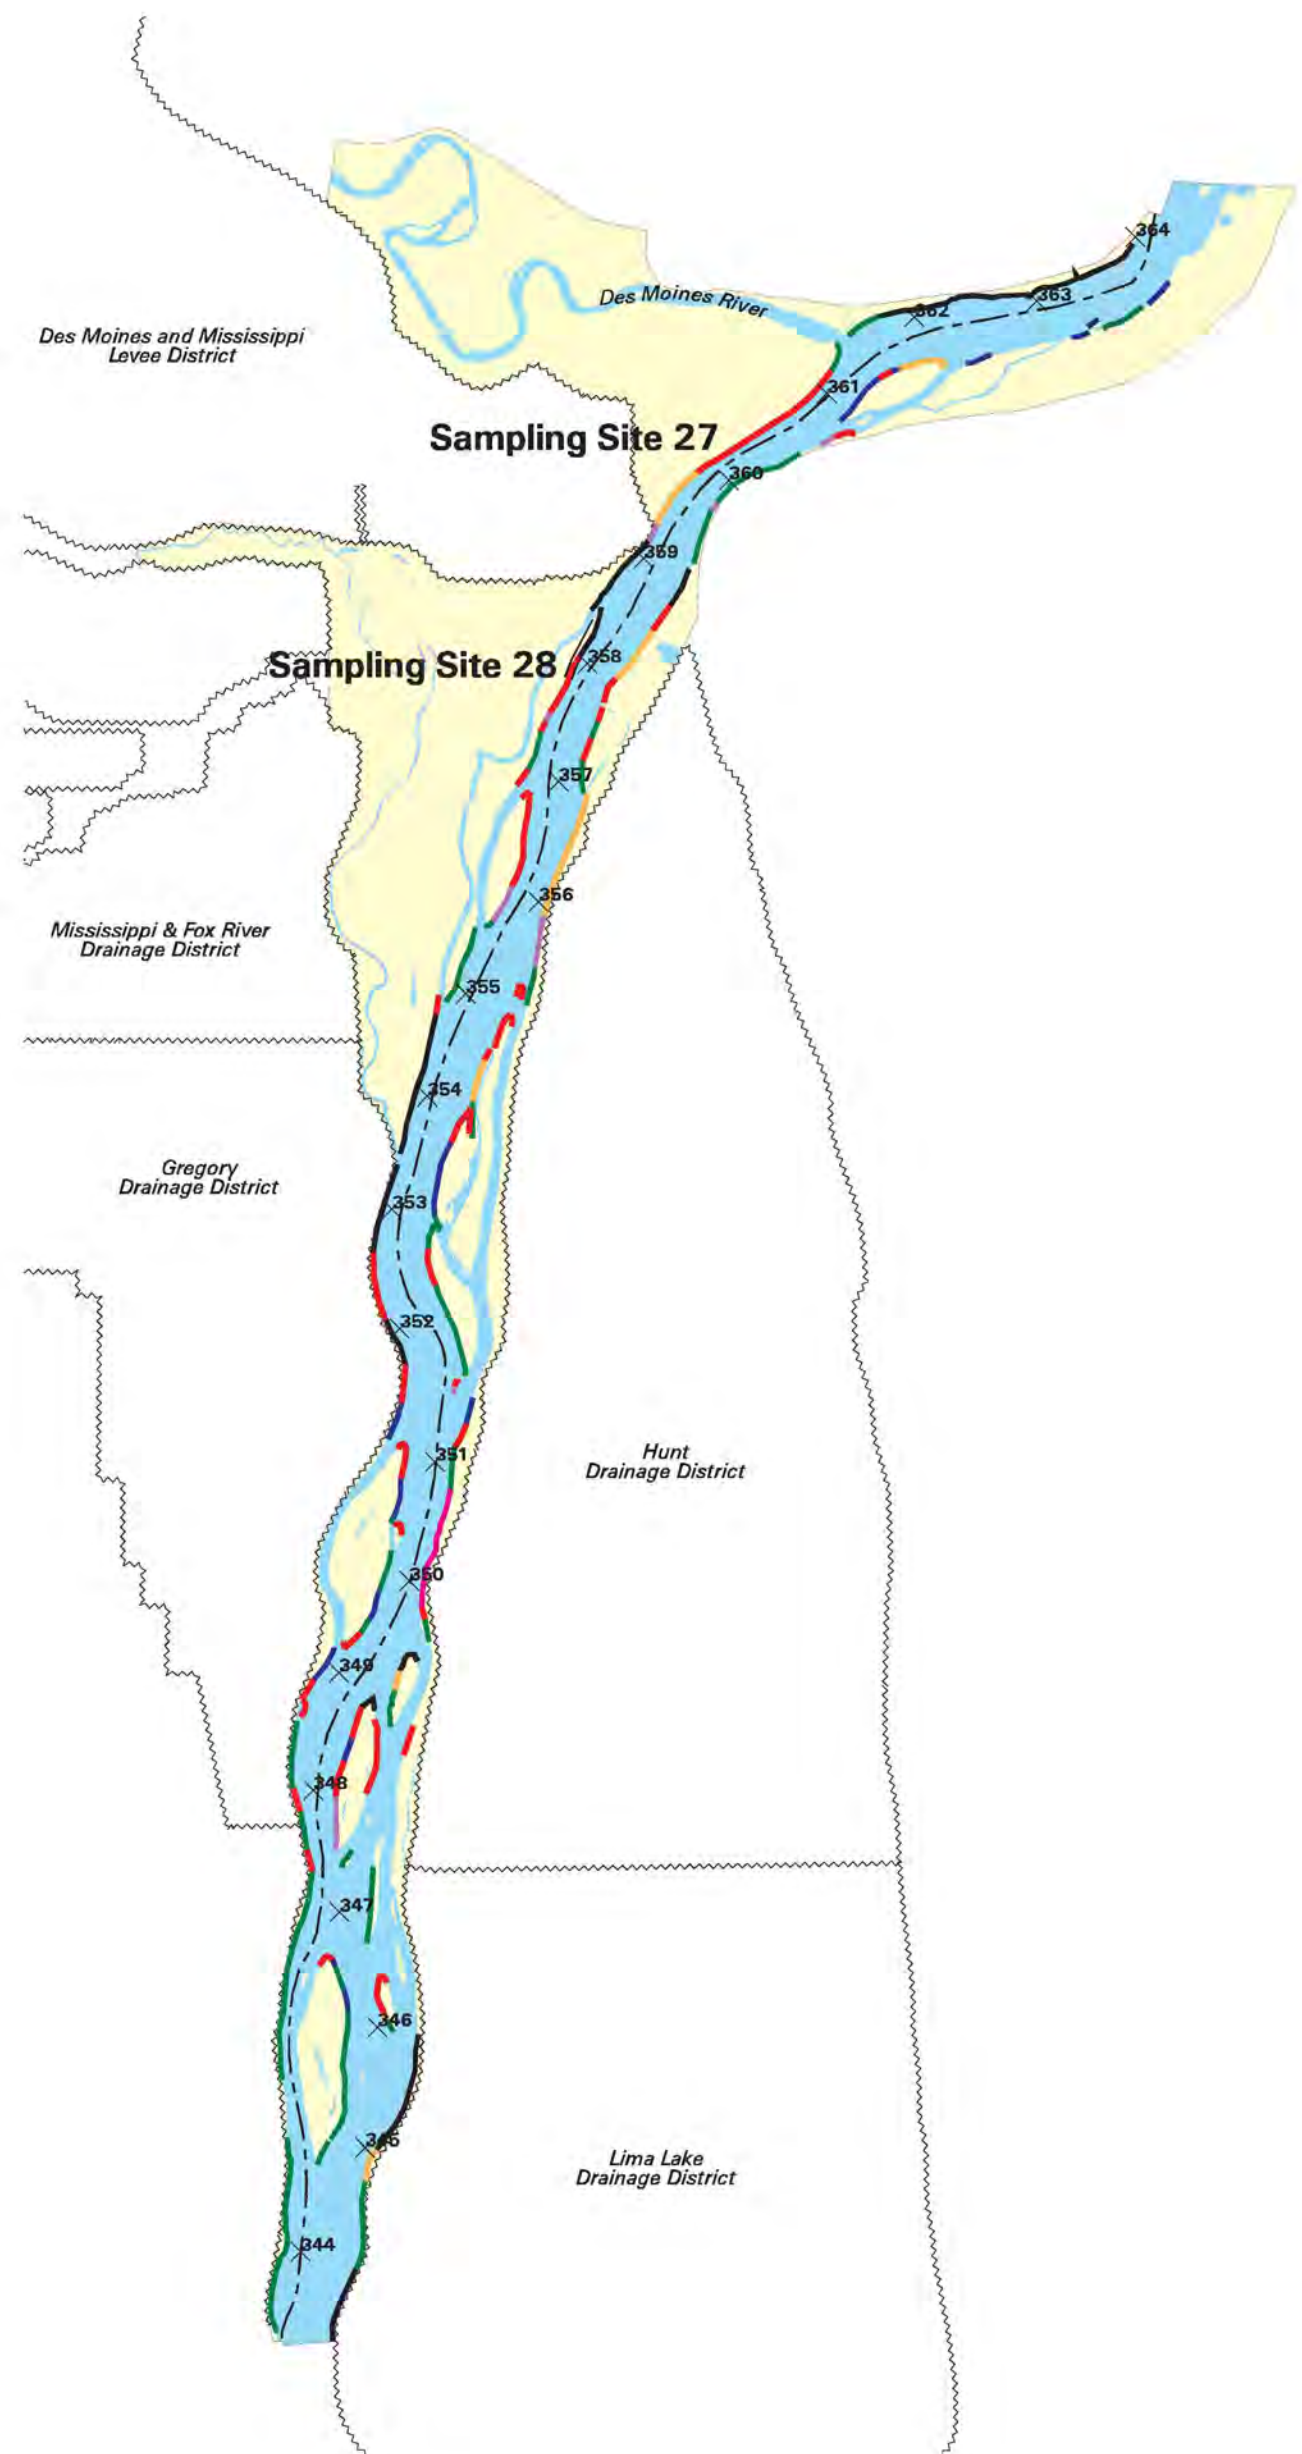 364
363
Des Moines River
362
Des Moines and Mississippi
Levee District
361
Sampling Site 27
360
359
358
Sampling Site 28
357
356
Mississippi & Fox River
Drainage District
355
354
Gregory
Drainage District
353
352
351
Hunt
Drainage District
350
349
348
347
346
345
Lima Lake
Drainage District
344